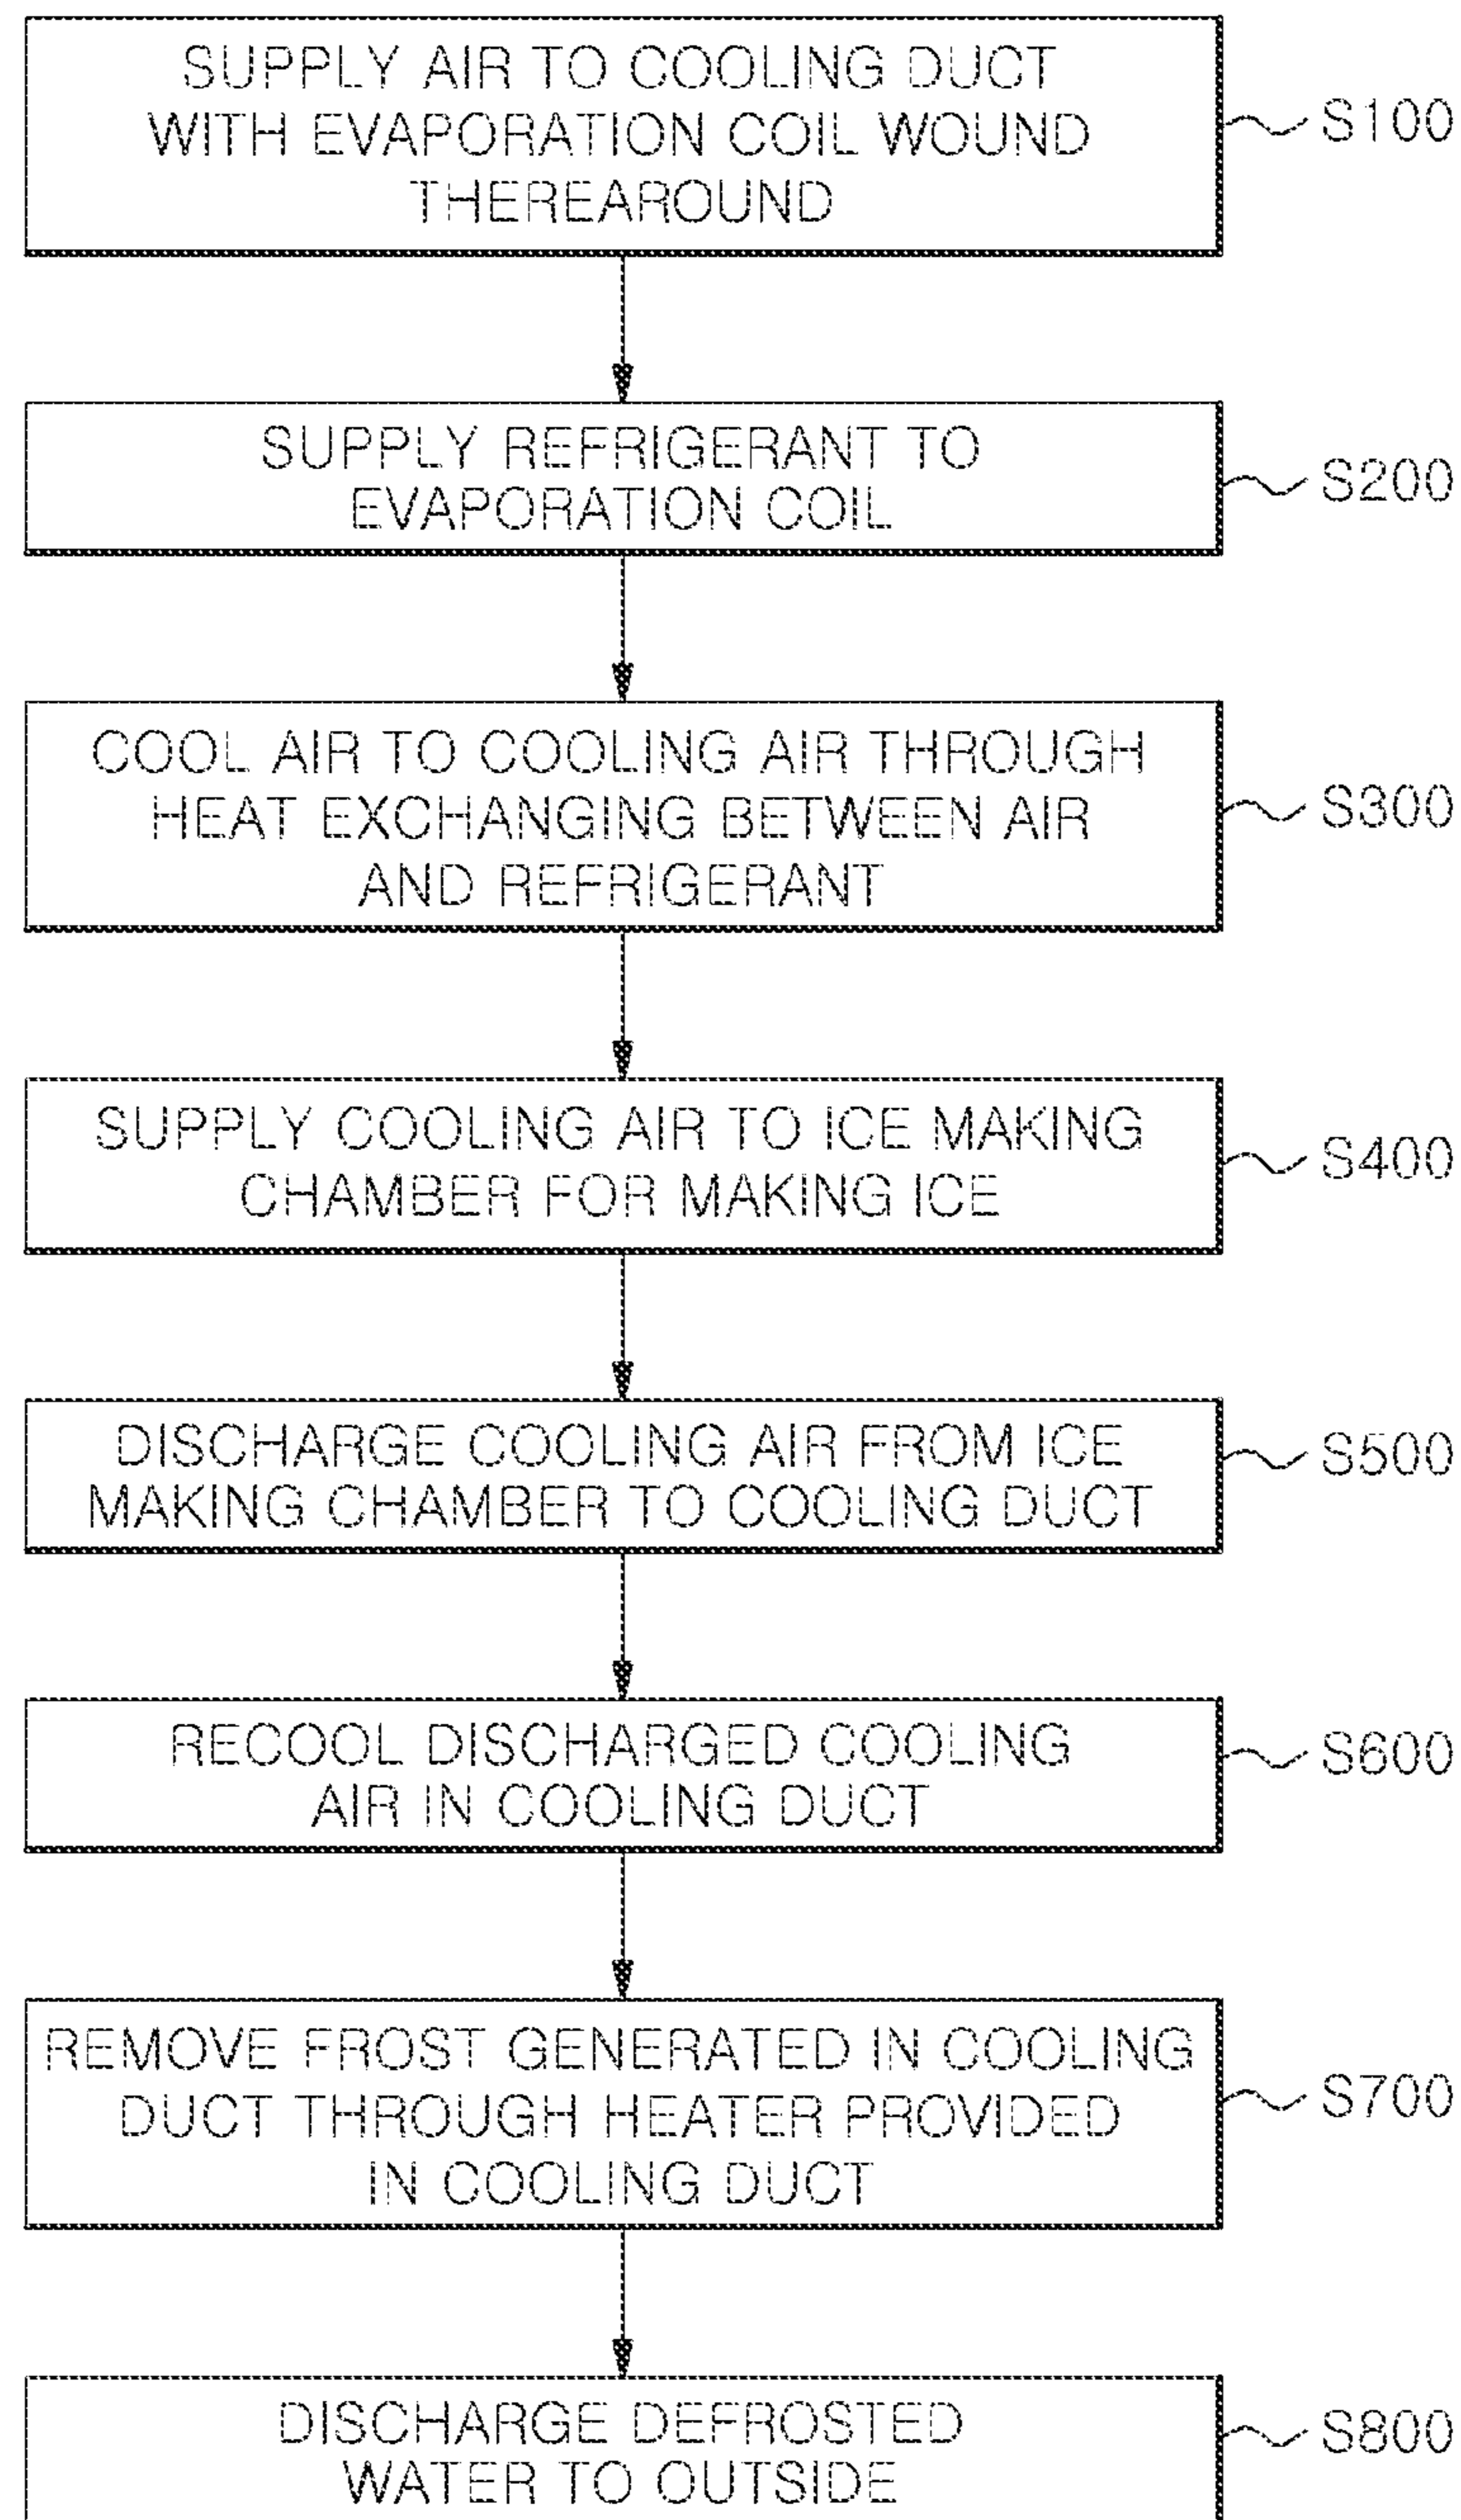 SUPPLY AIR TO COOLING DUCT
WITH EVAPORATION COIL WOUND
THEREAROUND
S100
SUPPLY REFRIGERANT TO
EVAPORATION COIL
S200
COOL AIR TO COOLING AIR THROUGH
HEAT EXCHANGING BETWEEN AIR
AND REFRIGERANT
S300
SUPPLY COOLING AIR TO ICE MAKING
CHAMBER FOR MAKING ICE
S400
DISCHARGE COOLING AIR FROM ICE
MAKING CHAMBER TO COOLING DUCT
S500
RECOOL DISCHARGED COOLING
AIR IN COOLING DUCT
S600
REMOVE FROST GENERATED IN COOLING
DUCT THROUGH HEATER PROVIDED
IN COOLING DUCT
S700
DISCHARGE DEFROSTED
WATER TO OUTSIDE
S800